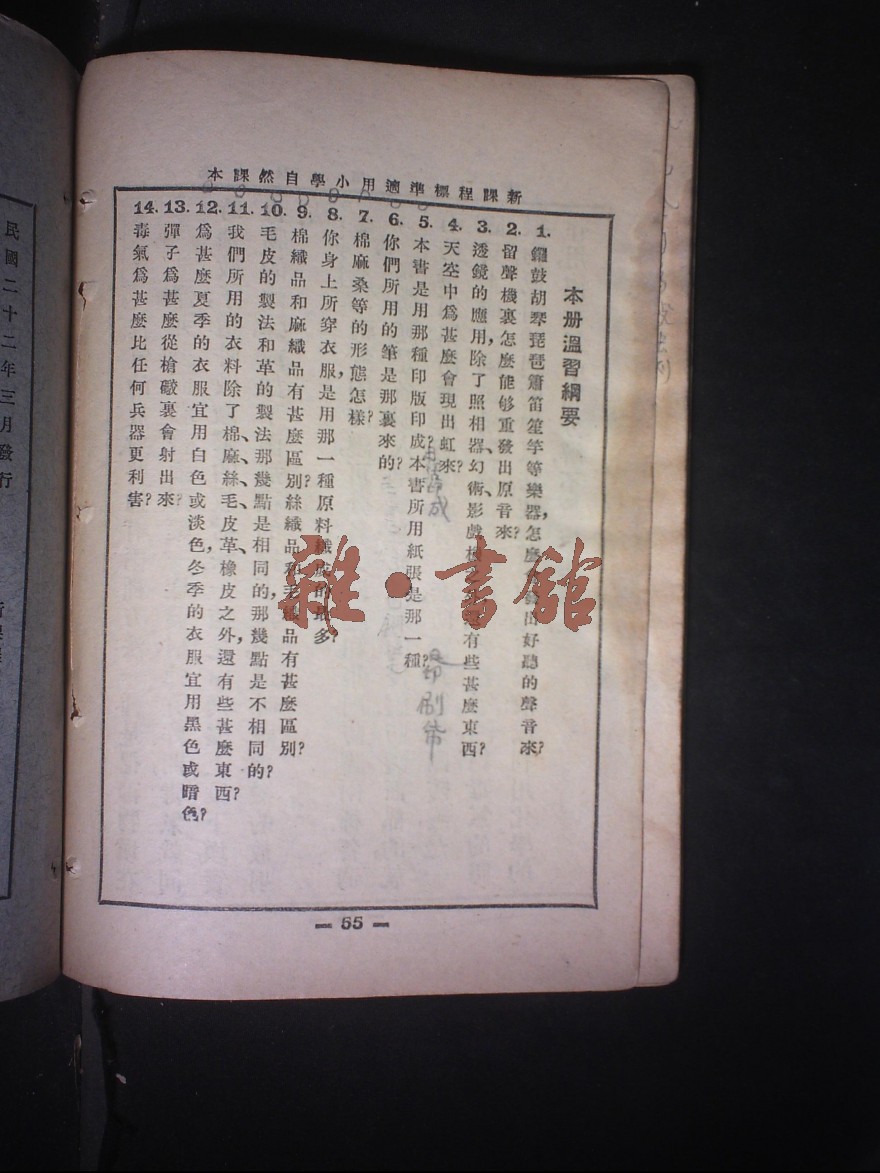 新課程標準適用小學自然課本
本册溫習綱要
1. 鑼鼓胡琴琵琶簫笛笙竽等樂器,怎麼 出好聽的聲音來?
2. 留聲機裏怎麼能够重發出原音來?
3. 透鏡的應用,除了照相器、幻術、影戲機 有些甚麼東西?
4. 天空中爲甚麼會現出虹來?
5. 本書是用那種印版印成?本書所用紙張是那一種?
6. 你們所用的筆是那裏來的?
7. 棉麻桑等的形態怎樣?
8. 你身上所穿衣服,是用那一種原料織成的最多?
9. 棉織品和麻織品有甚麼區別?絲織品和毛織品有甚麼區別?
10. 毛皮的製法和革的製法那幾點是相同的,那幾點是不相同的?
11. 我們所用的衣料除了棉、麻、絲、毛、皮革、橡皮之外,還有些甚麼東西?
12. 爲甚麼夏季的衣服宜用白色或淡色,冬季的衣服宜用黑色或暗色?
13. 彈子爲甚麼從槍礮裏會射出來?
14. 毒氣爲甚麼比任何兵器更利害?
印刷
— 55 —
民國二十二年三月發行
雜·書館